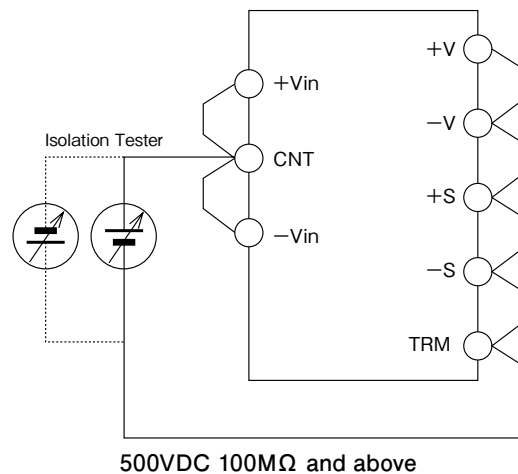 +V
+Vin
−V
Isolation Tester
CNT
+S
−Vin
−S
TRM
500VDC 100MΩ and above